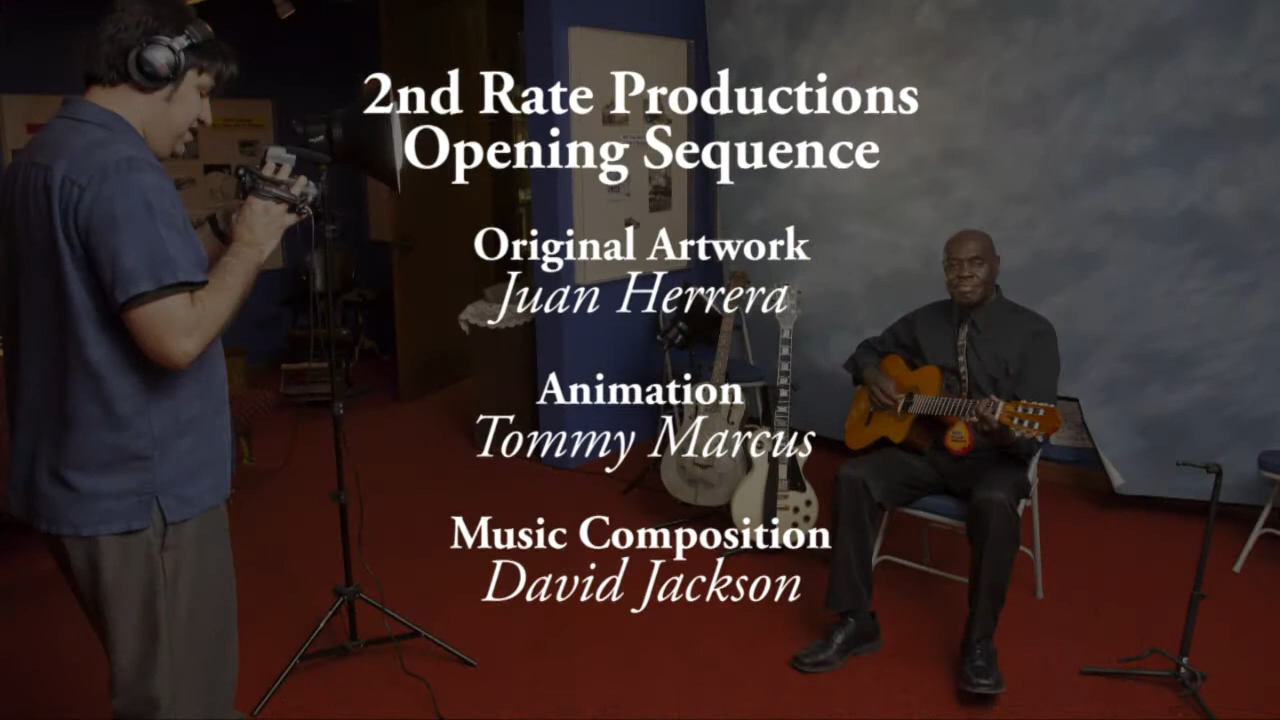 2nd Rate Productions
Opening Sequence
Original Artwork
Juan Herrera
Animation
Tommy Marcus
Music Composition
David Jackson